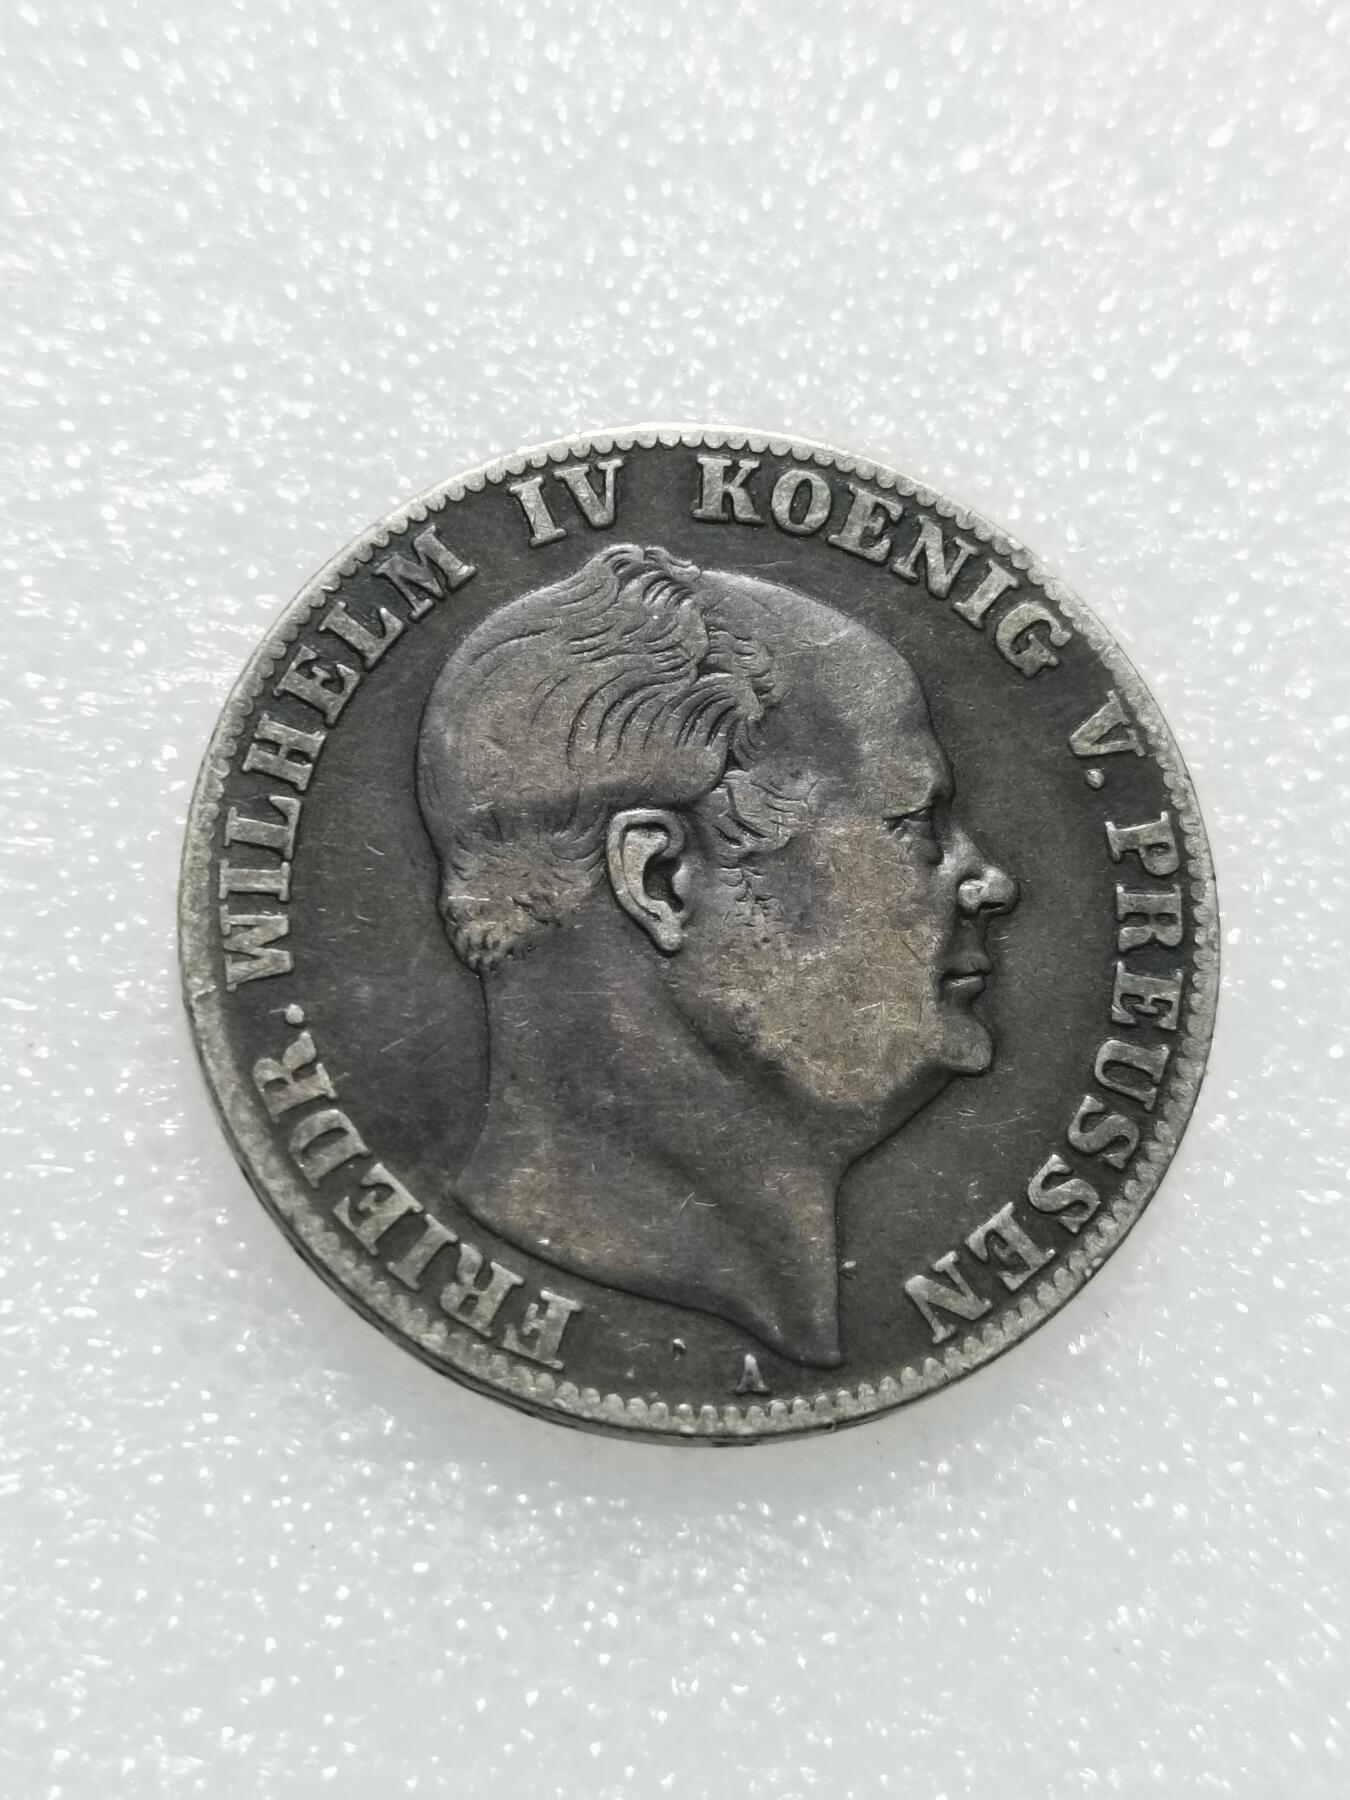 FRIEDR. WILHELM IV KOENIG V. PREUSSEN
A